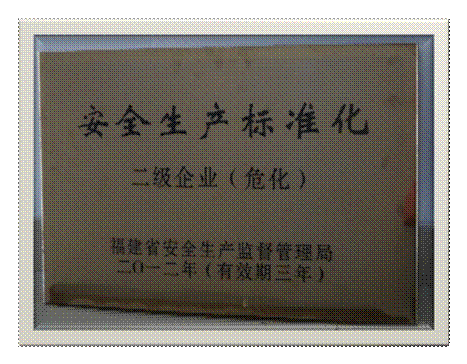 安全生产标准化
二级企业(危化)
福建省安全生产监督管理局
二O一二年(有效期三年)